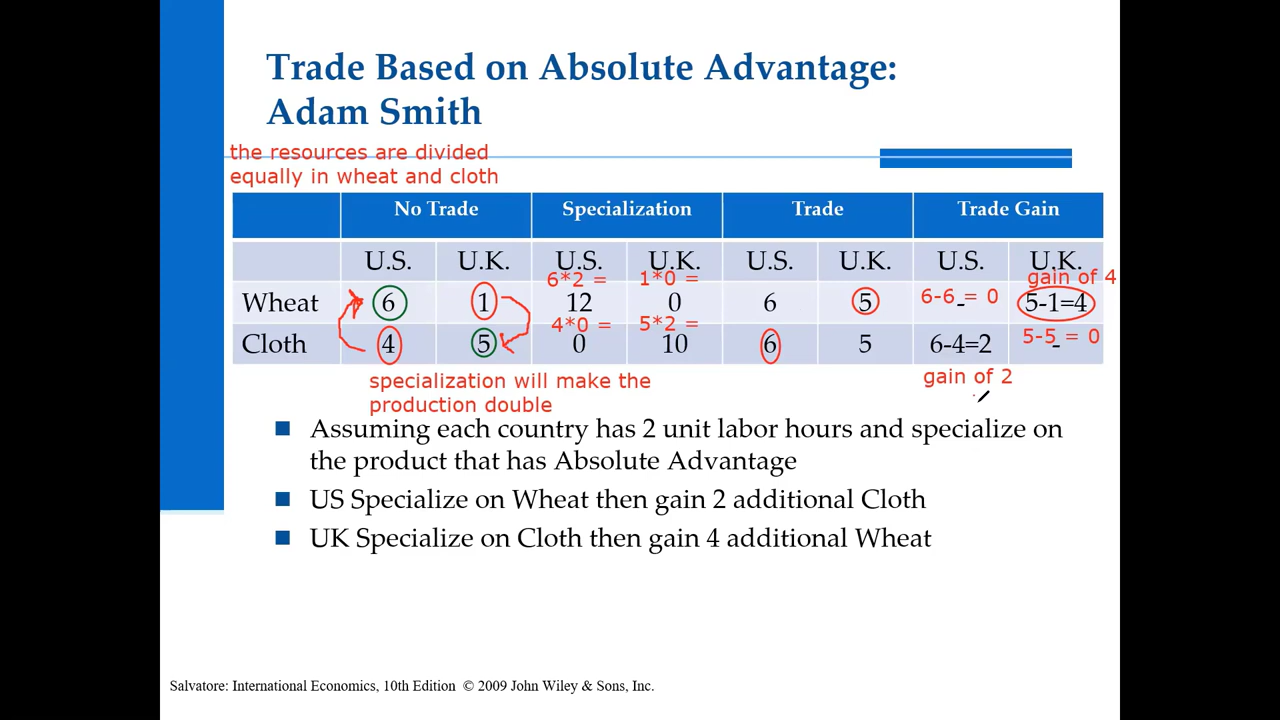 Trade Based on Absolute Advantage:
Adam Smith
the resources are divided
equally in wheat and cloth
No Trade Specialization Trade Trade Gain
U.S. U.K. U.S. U.K. U.S. U.K. U.S. U.K.
6*2 = 1*0 = gain of 4
Wheat 6 1 12 0 6 5 6-6 = 0 - 5-1=4
4*0 = 5*2 = 5-5 = 0
Cloth 4 5 0 10 6 5 6-4=2 -
specialization will make the gain of 2
production double
Assuming each country has 2 unit labor hours and specialize on
the product that has Absolute Advantage
US Specialize on Wheat then gain 2 additional Cloth
UK Specialize on Cloth then gain 4 additional Wheat
Salvatore: International Economics, 10th Edition © 2009 John Wiley & Sons, Inc.